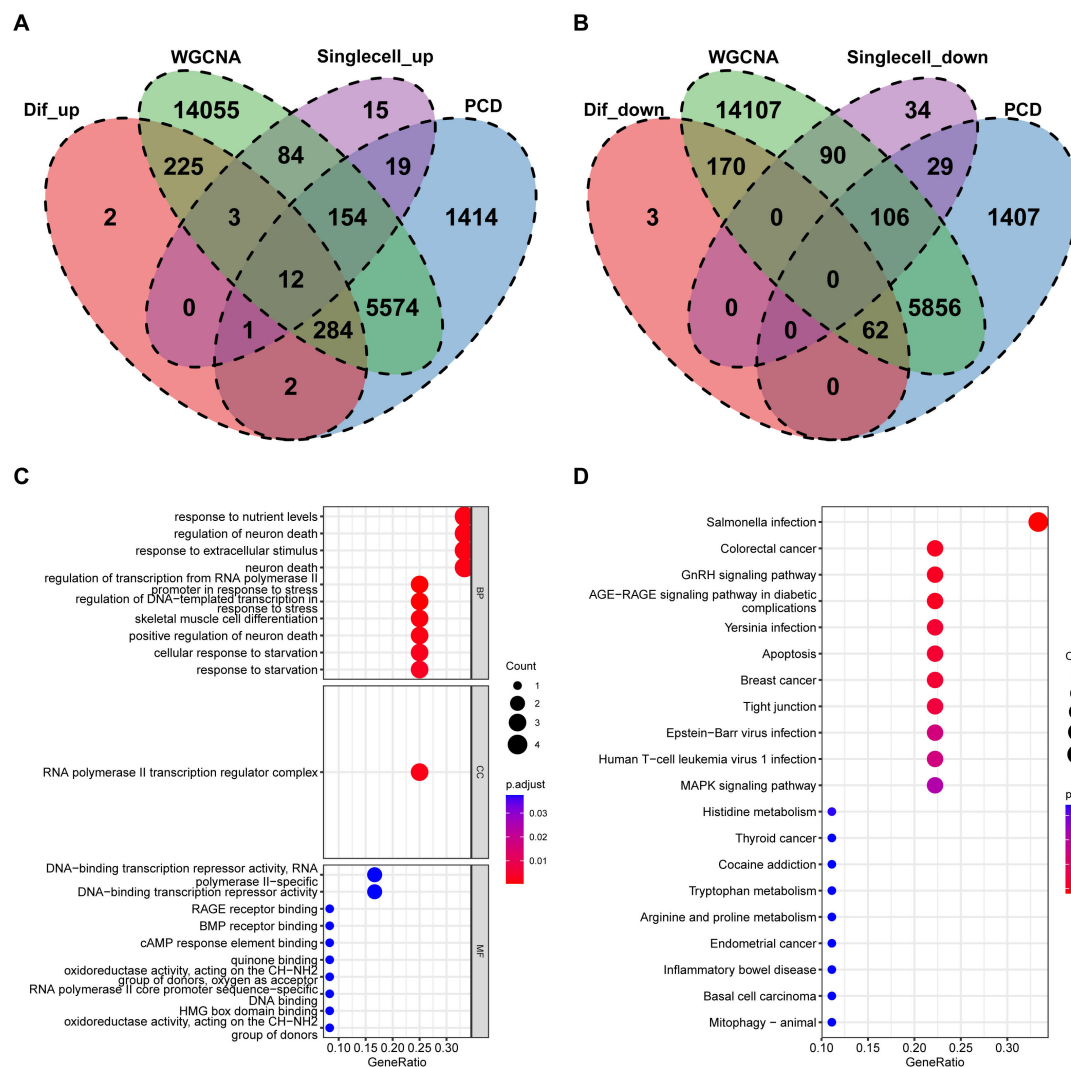 A
B
WGCNA
Singlecell_up
Dif_up
PCD
14055
15
225
84
19
2
3
154
1414
12
0
1
284
5574
2
WGCNA
Singlecell_down
Dif_down
PCD
14107
34
170
90
29
3
0
106
1407
0
0
0
62
5856
0
C
response to nutrient levels
regulation of neuron death
response to extracellular stimulus
neuron death
regulation of transcription from RNA polymerase II
promoter in response to stress
regulation of DNA−templated transcription in
response to stress
skeletal muscle cell differentiation
positive regulation of neuron death
cellular response to starvation
response to starvation
BP
RNA polymerase II transcription regulator complex
CC
DNA−binding transcription repressor activity, RNA
polymerase II−specific
DNA−binding transcription repressor activity
RAGE receptor binding
BMP receptor binding
cAMP response element binding
quinone binding
oxidoreductase activity, acting on the CH−NH2
group of donors, oxygen as acceptor
RNA polymerase II core promoter sequence−specific
DNA binding
HMG box domain binding
oxidoreductase activity, acting on the CH−NH2
group of donors
MF
0.10 0.15 0.20 0.25 0.30
GeneRatio
Count
1
2
3
4
p.adjust
0.03
0.02
0.01
D
Salmonella infection
Colorectal cancer
GnRH signaling pathway
AGE−RAGE signaling pathway in diabetic
complications
Yersinia infection
Apoptosis
Breast cancer
Tight junction
Epstein−Barr virus infection
Human T−cell leukemia virus 1 infection
MAPK signaling pathway
Histidine metabolism
Thyroid cancer
Cocaine addiction
Tryptophan metabolism
Arginine and proline metabolism
Endometrial cancer
Inflammatory bowel disease
Basal cell carcinoma
Mitophagy − animal
0.10 0.15 0.20 0.25 0.30
GeneRatio